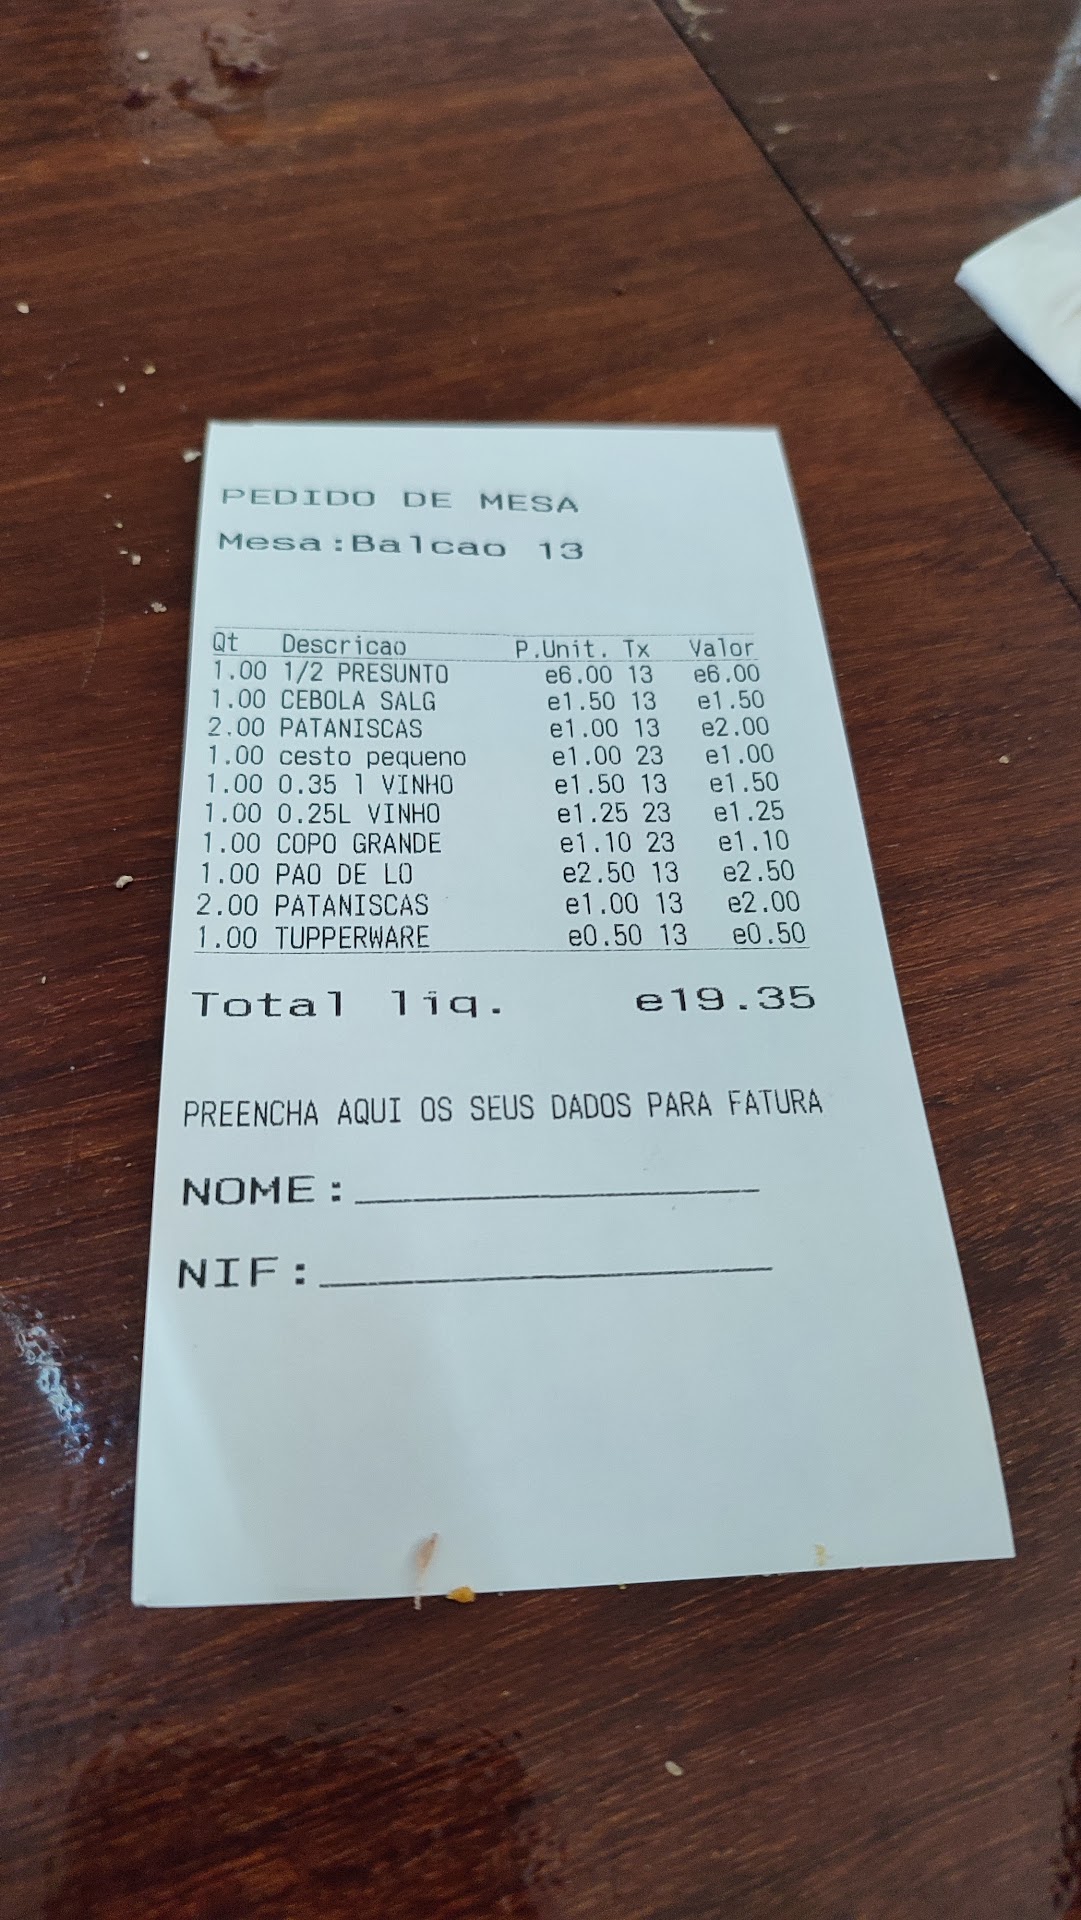 PEDIDO DE MESA
Mesa:Balcao 13
Qt Descricao P.Unit. Tx Valor
1.00 1/2 PRESUNTO e6.00 13 e6.00
1.00 CEBOLA SALG e1.50 13 e1.50
2.00 PATANISCAS e1.00 13 e2.00
1.00 cesto pequeno e1.00 23 e1.00
1.00 0.35 l VINHO e1.50 13 e1.50
1.00 0.25L VINHO e1.25 23 e1.25
1.00 COPO GRANDE e1.10 23 e1.10
1.00 PAO DE LO e2.50 13 e2.50
2.00 PATANISCAS e1.00 13 e2.00
1.00 TUPPERWARE e0.50 13 e0.50
Total liq. e19.35
PREENCHA AQUI OS SEUS DADOS PARA FATURA
NOME:
NIF: